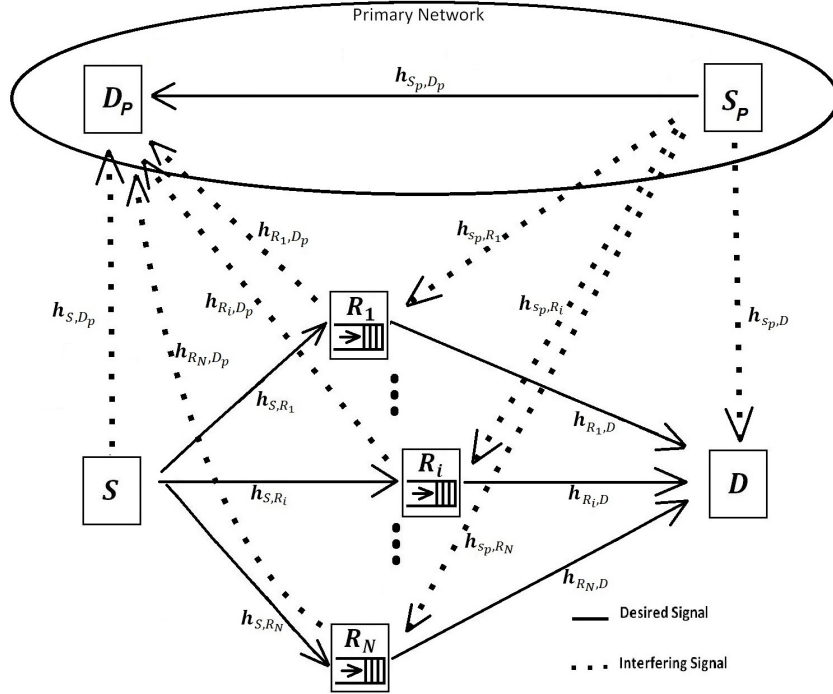 Primary Network
h_{S_p,D_p}
D_P
S_P
h_{R_1,D_p}
h_{s_p,R_1}
h_{R_i,D_p}
h_{s_p,R_i}
h_{S,D_p}
h_{s_p,D}
R_1
h_{R_N,D_p}
h_{S,R_1}
h_{R_1,D}
R_i
S
D
h_{S,R_i}
h_{R_i,D}
h_{s_p,R_N}
h_{R_N,D}
h_{S,R_N}
Desired Signal
R_N
Interfering Signal